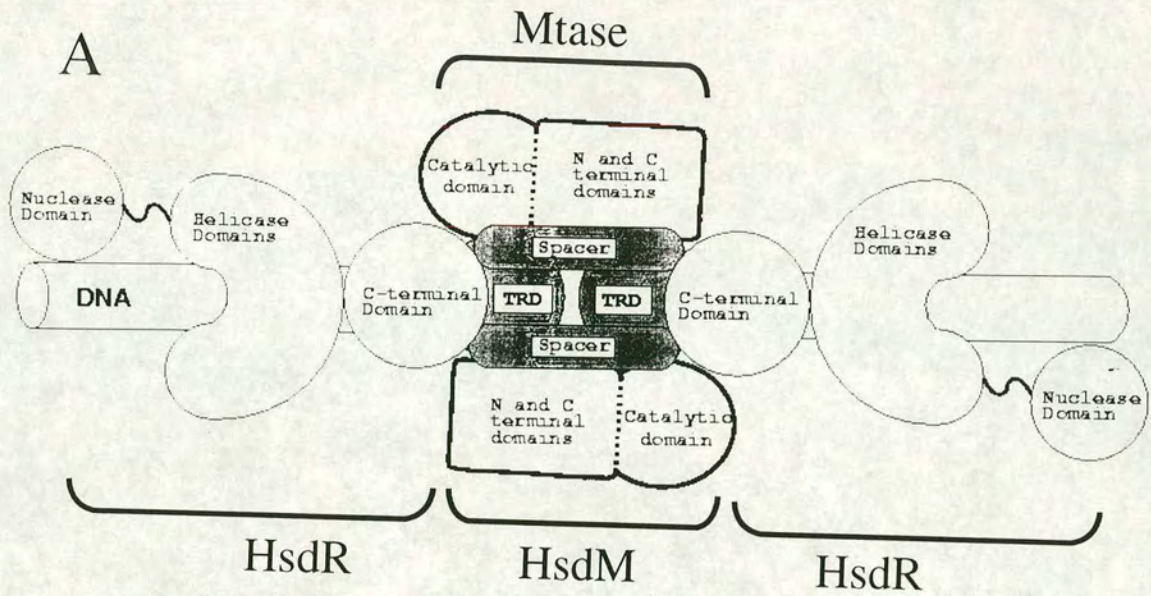 A
Mtase
Catalytic
domain
N and C
terminal
domains
Nuclease
Domain
Helicase
Domains
Helicase
Domains
Spacer
DNA
C-terminal
Domain
TRD
TRD
C-terminal
Domain
Spacer
N and C
terminal
domains
Catalytic
domain
Nuclease
Domain
HsdR
HsdM
HsdR